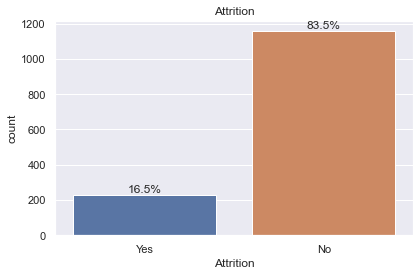 Attrition
1200
1000
800
600
400
200
0
count
16.5%
83.5%
Yes
No
Attrition